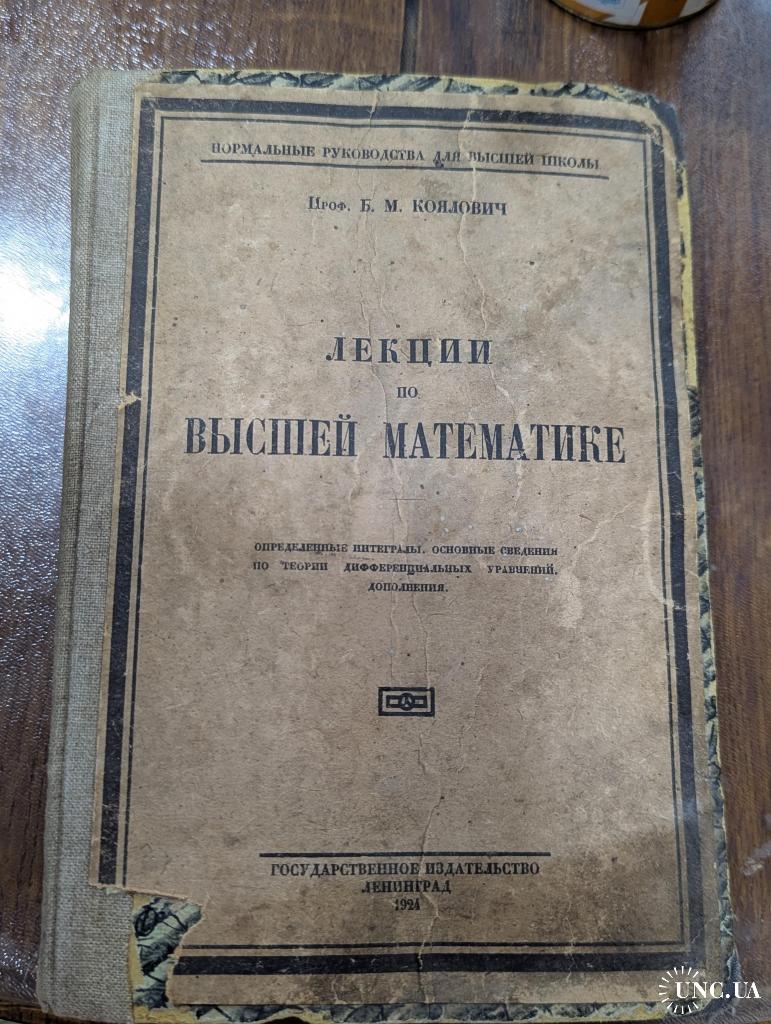 НОРМАЛЬНЫЕ РУКОВОДСТВА ДЛЯ ВЫСШЕЙ ШКОЛЫ
Проф. Б. М. КОЯЛОВИЧ
ЛЕКЦИИ
ПО
ВЫСШЕЙ МАТЕМАТИКЕ
ОПРЕДЕЛЕННЫЕ ИНТЕГРАЛЫ. ОСНОВНЫЕ СВЕДЕНИЯ
ПО ТЕОРИИ ДИФФЕРЕНЦИАЛЬНЫХ УРАВНЕНИЙ.
ДОПОЛНЕНИЯ.
ГОСУДАРСТВЕННОЕ ИЗДАТЕЛЬСТВО
ЛЕНИНГРАД
1924
UNC.UA